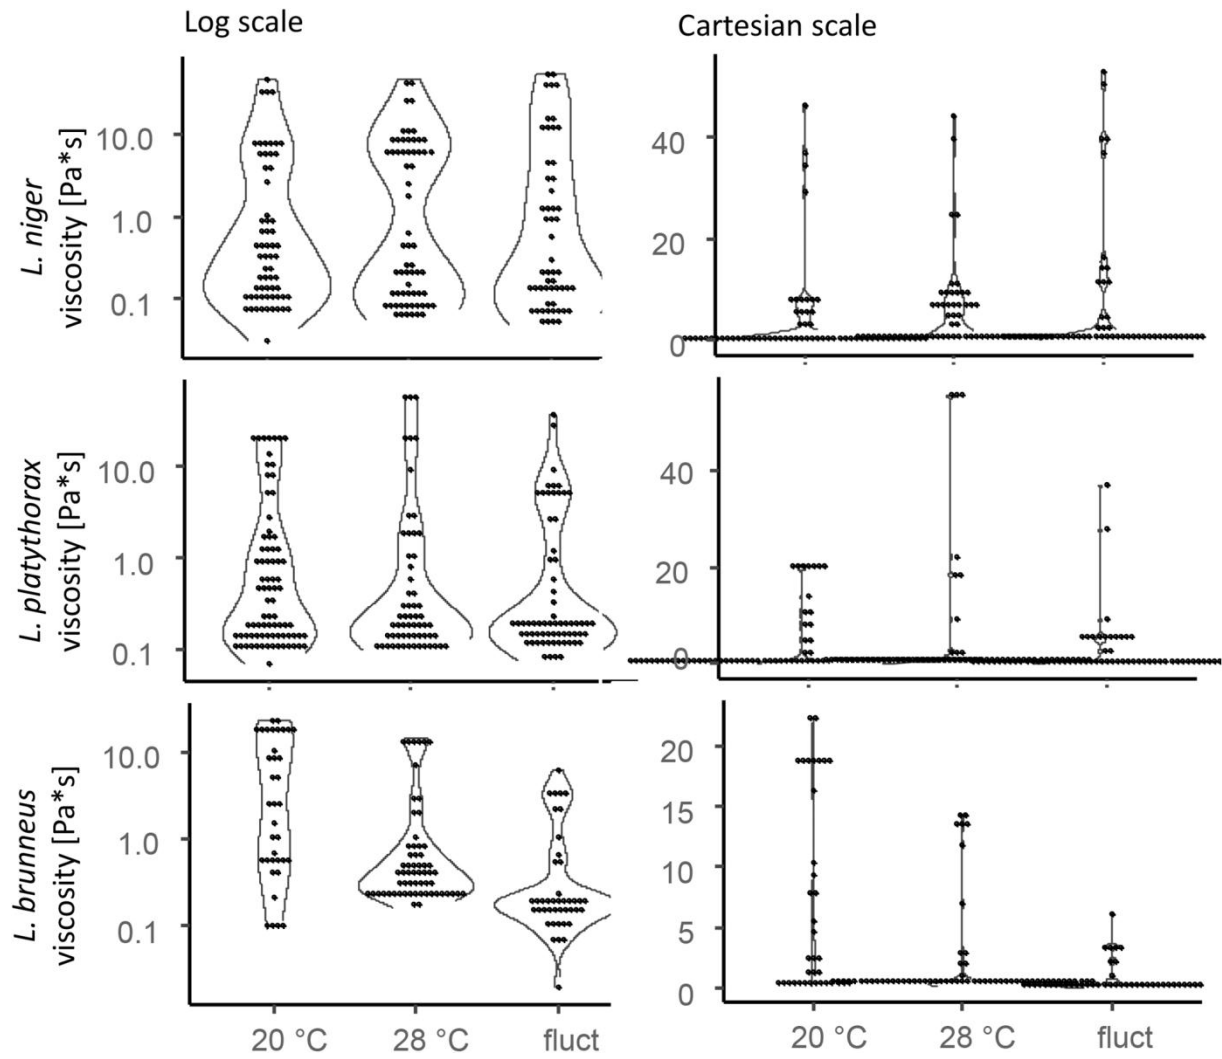 Log scale
Cartesian scale
L. niger
viscosity [Pa*s]
10.0
1.0
0.1
40
20
0
L. platythorax
viscosity [Pa*s]
10.0
1.0
0.1
40
20
0
L. brunneus
viscosity [Pa*s]
10.0
1.0
0.1
20
15
10
5
0
20 °C
28 °C
fluct
20 °C
28 °C
fluct